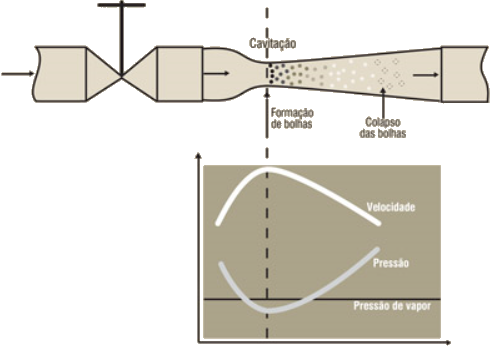 Cavitação
Formação
de bolhas
Colapso
das bolhas
Velocidade
Pressão
Pressão de vapor